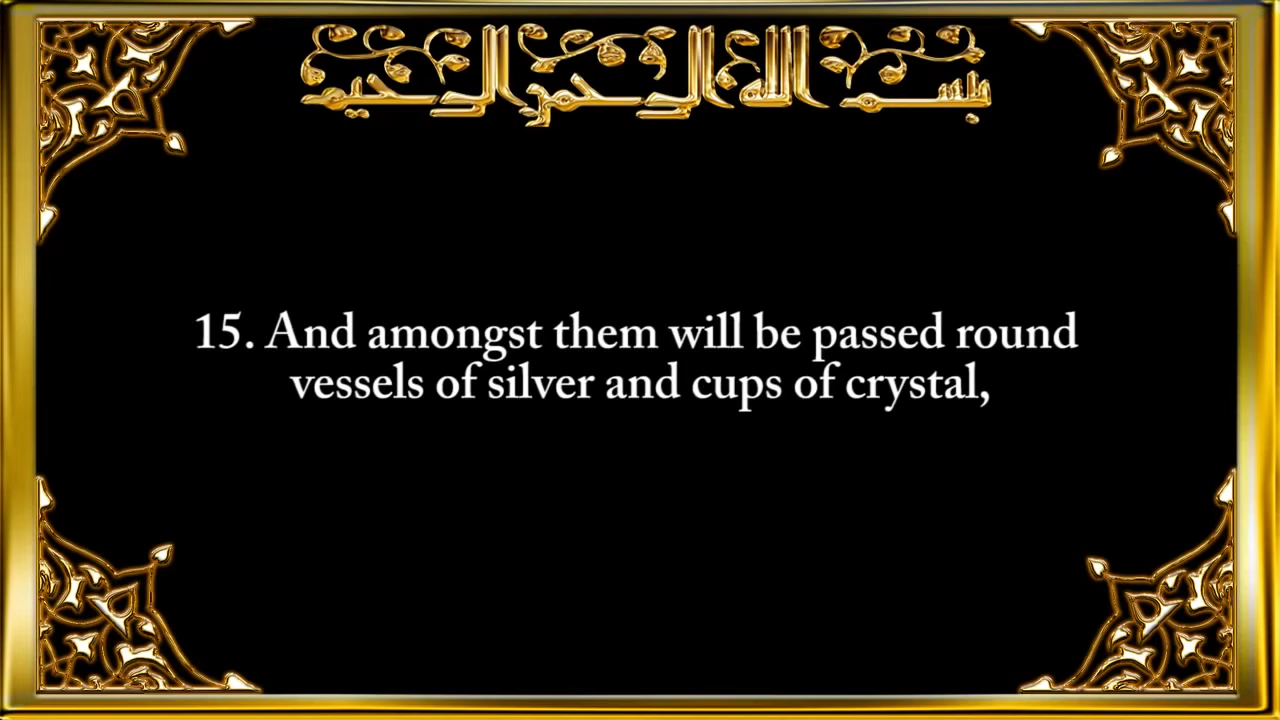 بسم الله الرحمن الرحيم
15. And amongst them will be passed round
vessels of silver and cups of crystal,